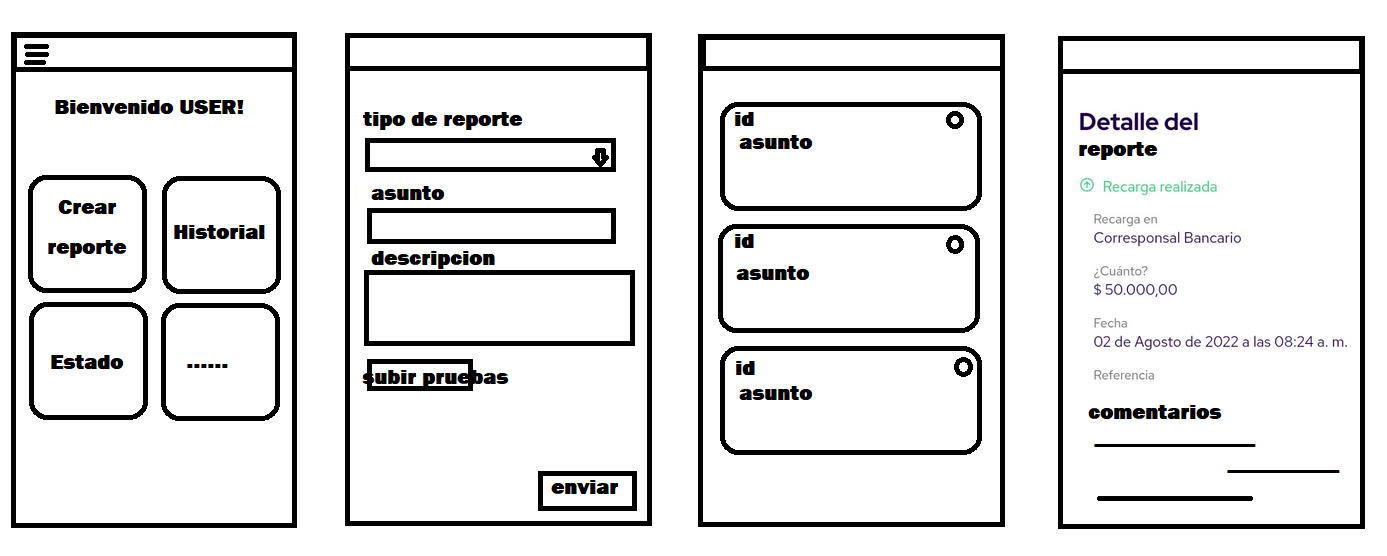 Bienvenido USER!
Crear
reporte
Historial
Estado
......
tipo de reporte
asunto
descripcion
subir pruebas
enviar
id
asunto
id
asunto
id
asunto
Detalle del
reporte
Recarga realizada
Recarga en
Corresponsal Bancario
¿Cuánto?
$ 50.000,00
Fecha
02 de Agosto de 2022 a las 08:24 a. m.
Referencia
comentarios